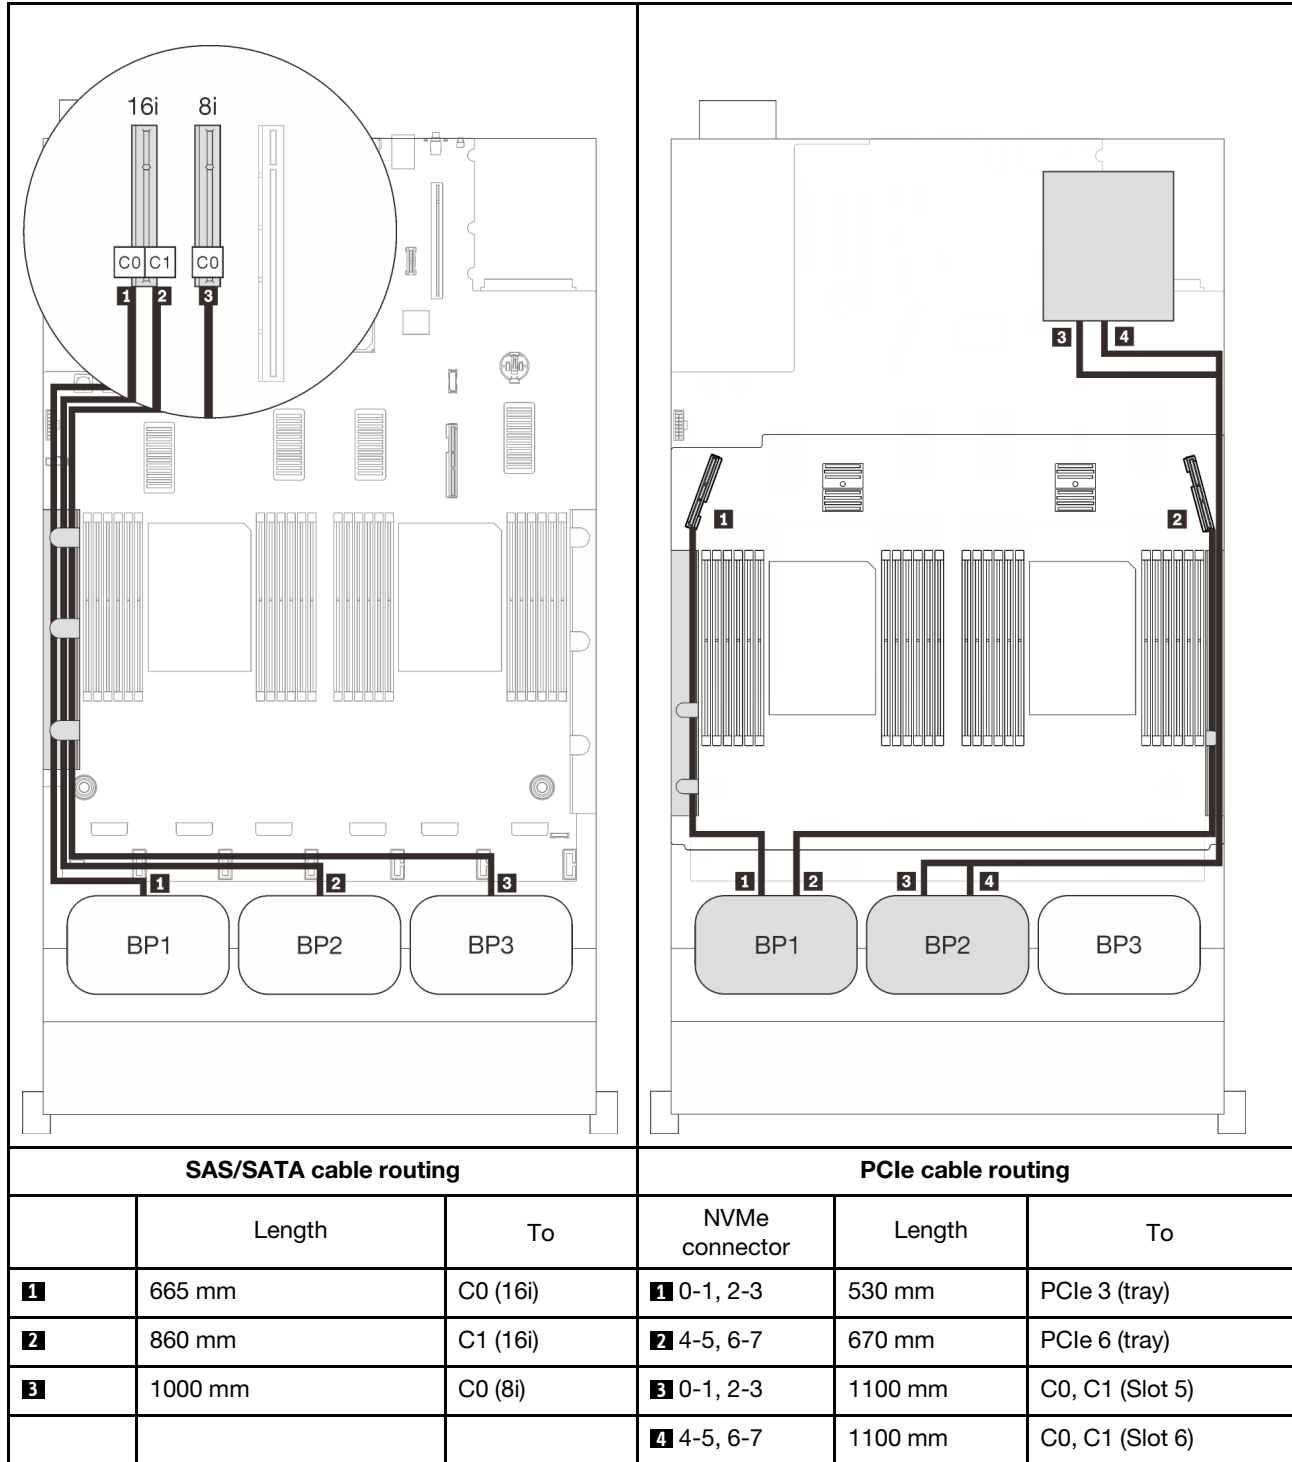 16i 8i
C0 C1 C0
1 2 3
1 2 3
BP1 BP2 BP3
3 4
1 2
1 2 3 4
BP1 BP2 BP3
SAS/SATA cable routing
Length To
1 665 mm C0 (16i)
2 860 mm C1 (16i)
3 1000 mm C0 (8i)
PCIe cable routing
NVMe
connector
Length To
1 0-1, 2-3 530 mm PCIe 3 (tray)
2 4-5, 6-7 670 mm PCIe 6 (tray)
3 0-1, 2-3 1100 mm C0, C1 (Slot 5)
4 4-5, 6-7 1100 mm C0, C1 (Slot 6)